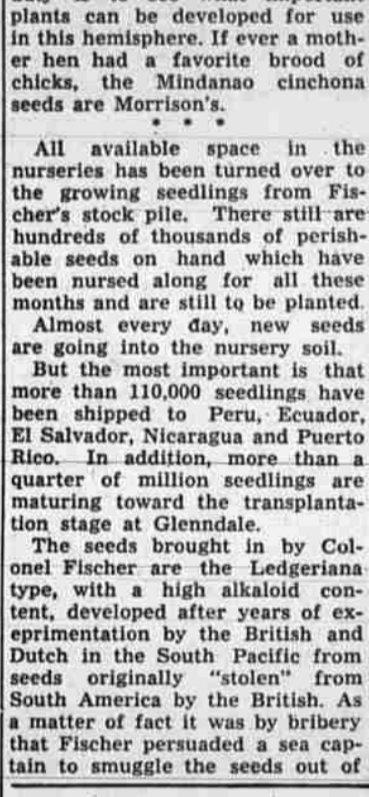 plants can be developed for use
in this hemisphere. If ever a moth-
er hen had a favorite brood of
chicks, the Mindanao cinchona
seeds are Morrison's.
* * *
All available space in the
nurseries has been turned over to
the growing seedlings from Fis-
cher's stock pile. There still are
hundreds of thousands of perish-
able seeds on hand which have
been nursed along for all these
months and are still to be planted.
Almost every day, new seeds
are going into the nursery soil.
But the most important is that
more than 110,000 seedlings have
been shipped to Peru, Ecuador,
El Salvador, Nicaragua and Puerto
Rico. In addition, more than a
quarter of million seedlings are
maturing toward the transplanta-
tion stage at Glenndale.
The seeds brought in by Col-
onel Fischer are the Ledgeriana
type, with a high alkaloid con-
tent, developed after years of ex-
eprimentation by the British and
Dutch in the South Pacific from
seeds originally "stolen" from
South America by the British. As
a matter of fact it was by bribery
that Fischer persuaded a sea cap-
tain to smuggle the seeds out of